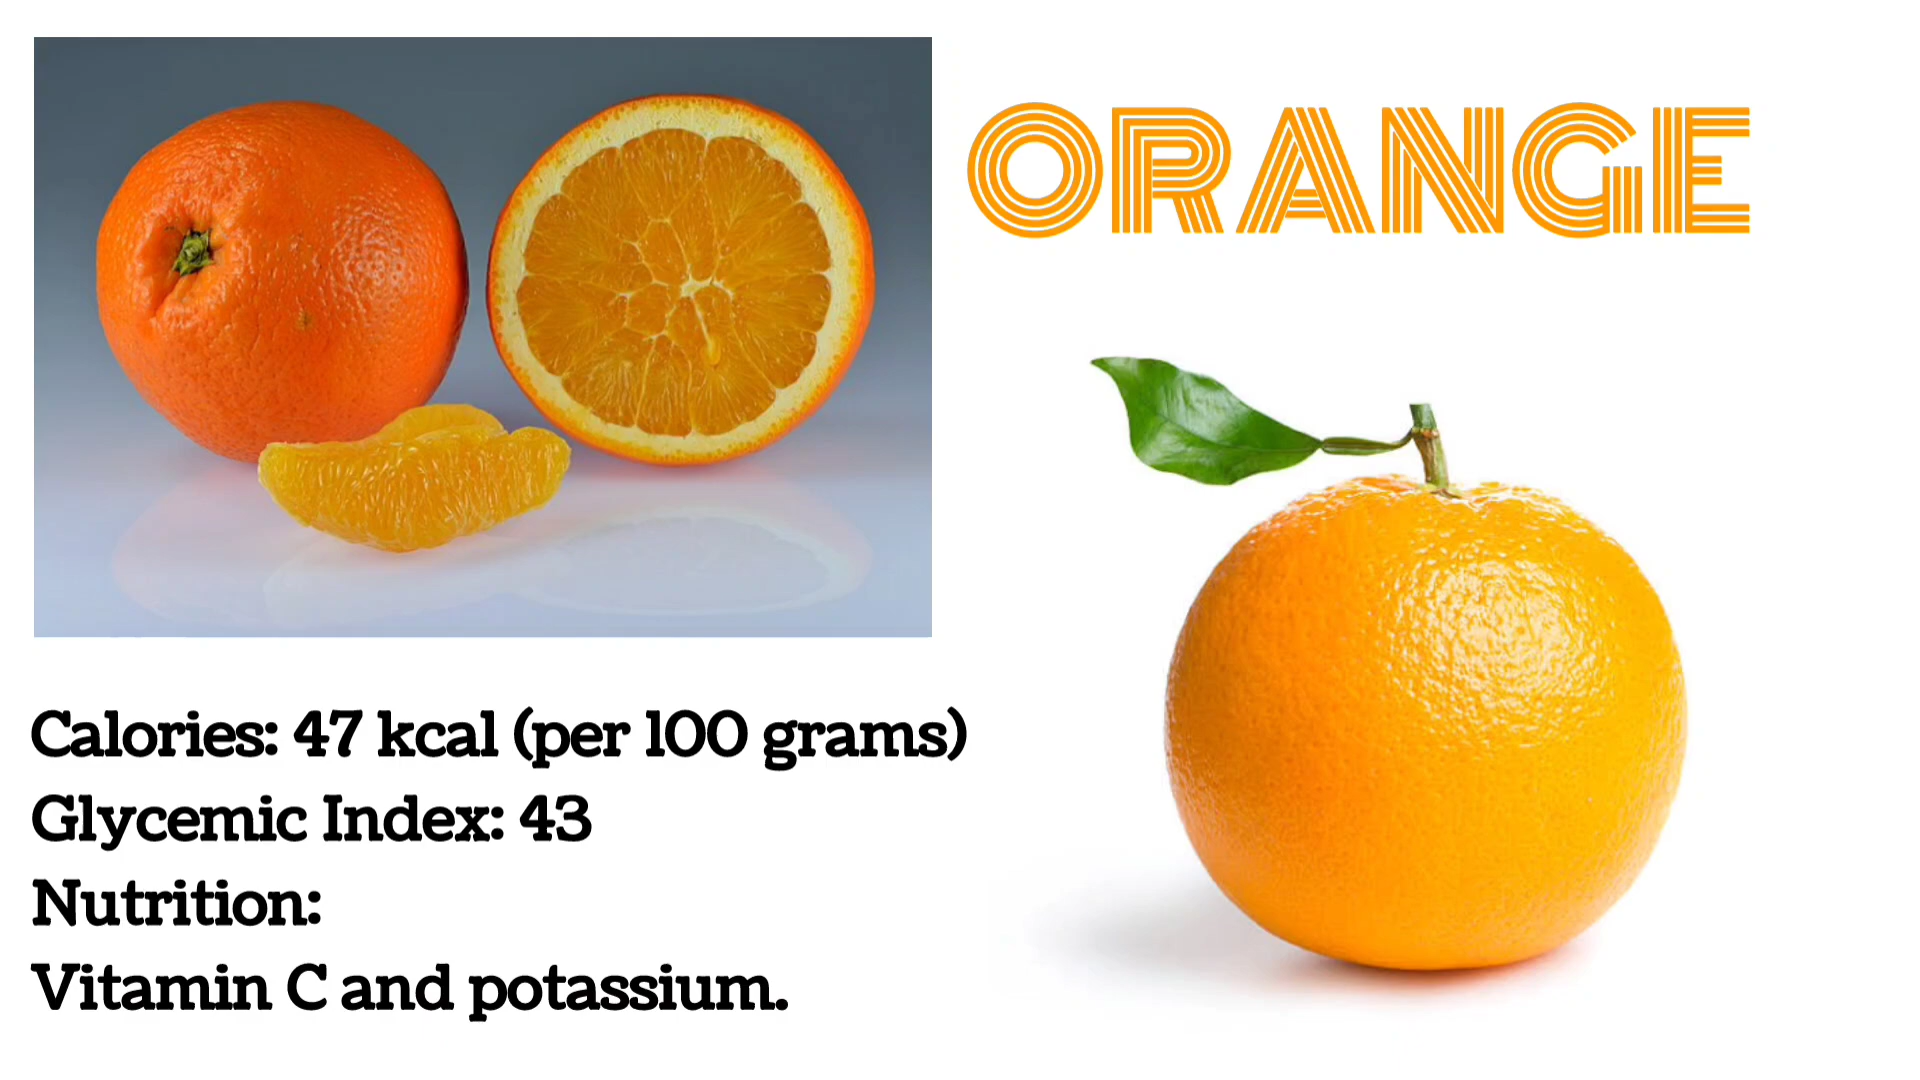 ORANGE
Calories: 47 kcal (per 100 grams)
Glycemic Index: 43
Nutrition:
Vitamin C and potassium.